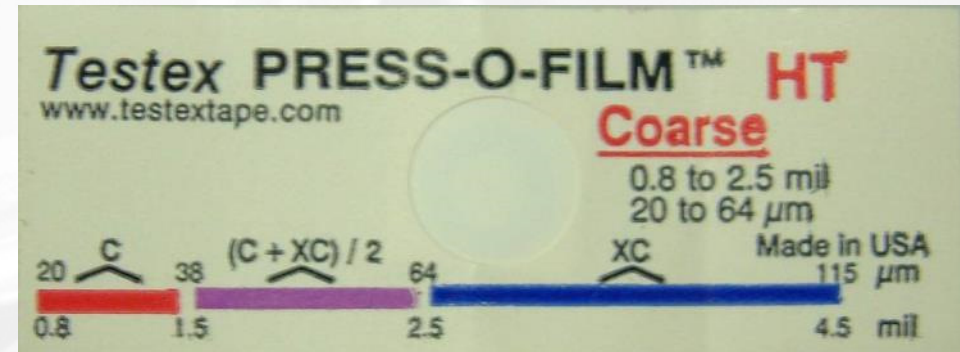 Testex PRESS-O-FILM™ HT
www.testextape.com
Coarse
0.8 to 2.5 mil
20 to 64 µm
Made in USA
C (C + XC) / 2 XC
20 38 64 115 µm
0.8 1.5 2.5 4.5 mil